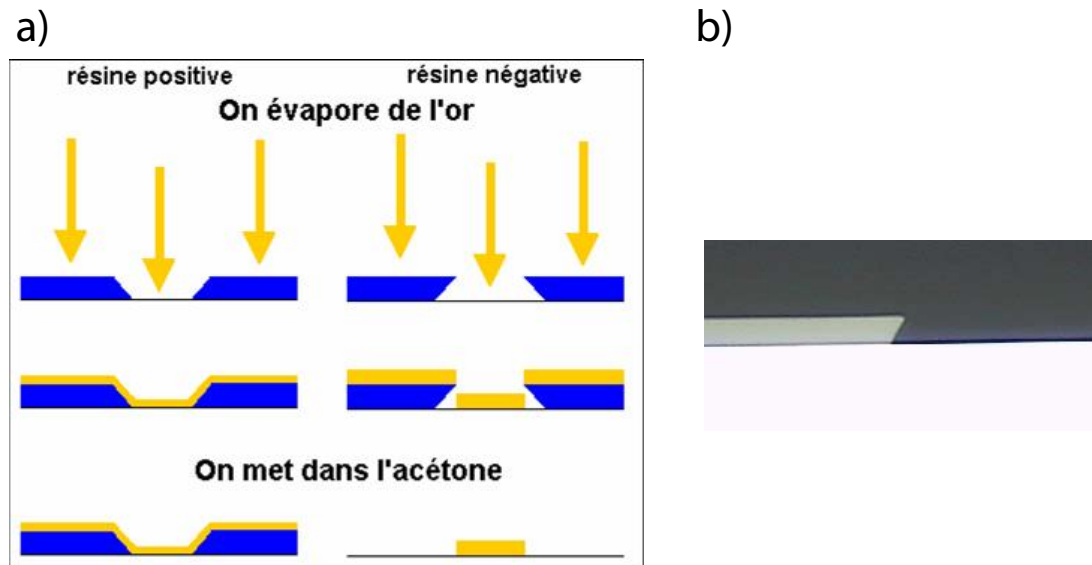 a)
b)
résine positive
résine négative
On évapore de l'or
On met dans l'acétone